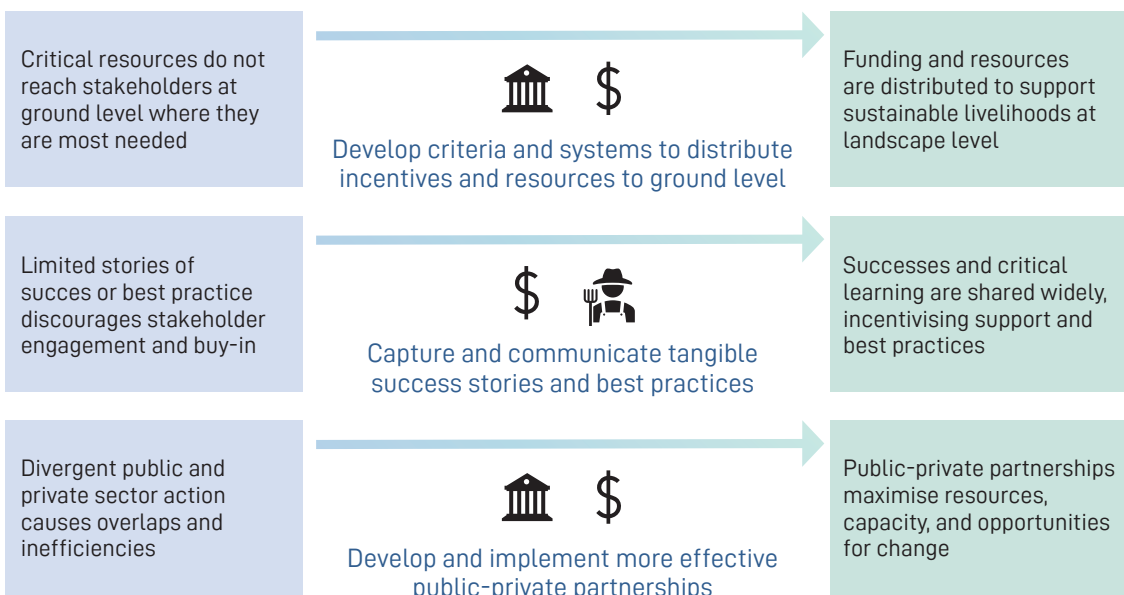 Critical resources do not
reach stakeholders at
ground level where they
are most needed
$
Develop criteria and systems to distribute
incentives and resources to ground level
Funding and resources
are distributed to support
sustainable livelihoods at
landscape level
Limited stories of
succes or best practice
discourages stakeholder
engagement and buy-in
$
Capture and communicate tangible
success stories and best practices
Successes and critical
learning are shared widely,
incentivising support and
best practices
Divergent public and
private sector action
causes overlaps and
inefficiencies
$
Develop and implement more effective
public-private partnerships
Public-private partnerships
maximise resources,
capacity, and opportunities
for change